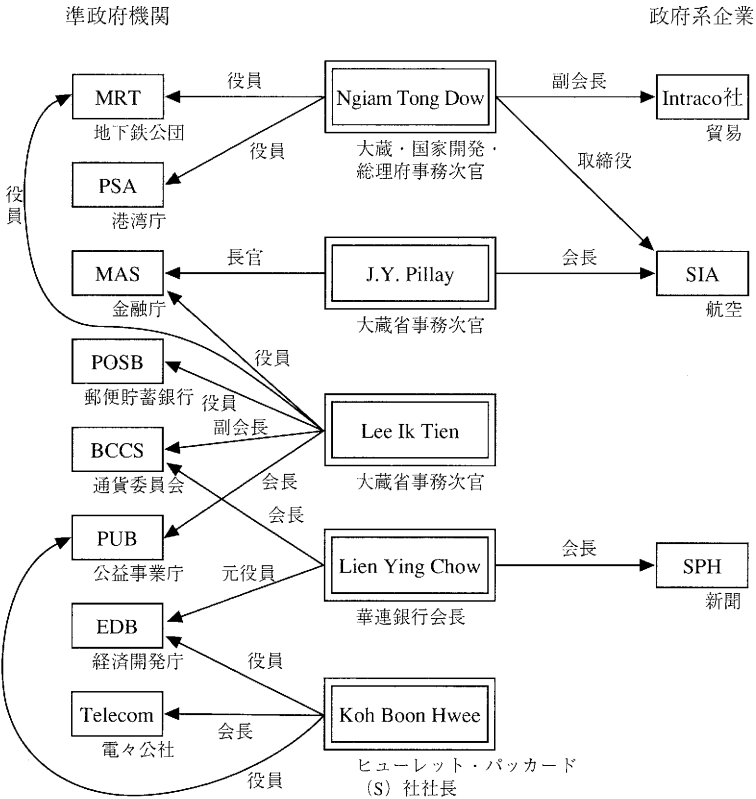 準政府機関
政府系企業
役員
副会長
MRT
Ngiam Tong Dow
Intraco社
地下鉄公団
大蔵・国家開発・
総理府事務次官
貿易
役員
取締役
PSA
港湾庁
役員
長官
会長
MAS
J.Y. Pillay
SIA
金融庁
大蔵省事務次官
航空
役員
POSB
郵便貯蓄銀行
役員
副会長
Lee Ik Tien
BCCS
通貨委員会
大蔵省事務次官
会長
会長
PUB
公益事業庁
会長
Lien Ying Chow
SPH
元役員
華連銀行会長
新聞
EDB
経済開発庁
役員
Telecom
電々公社
会長
Koh Boon Hwee
ヒューレット・パッカード
（S）社社長
役員